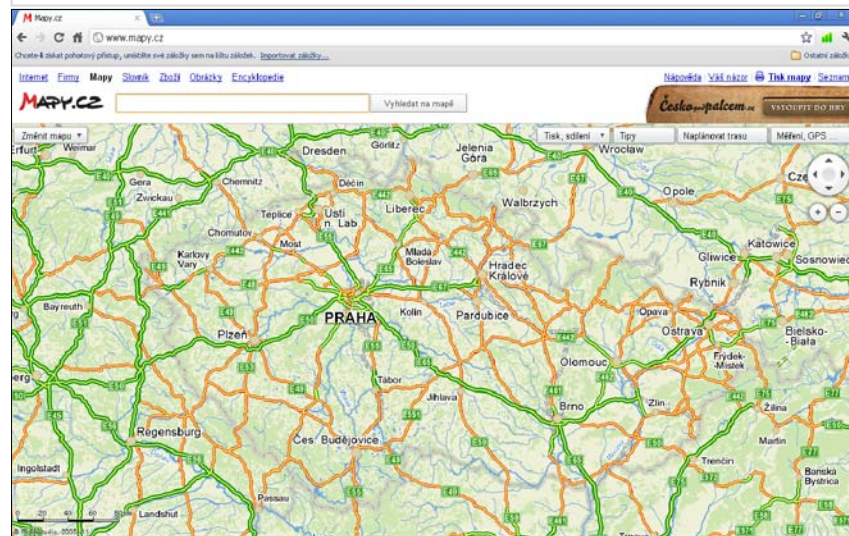 Mapy.cz
www.mapy.cz
Chcete-li získat pohotový přístup, umístěte své záložky sem na lištu záložek. Importovat záložky...
Ostatní záložk
Internet Firmy Mapy Slovník Zboží Obrázky Encyklopedie
Nápověda Váš názor Tisk mapy Seznam
MAPY.CZ
Vyhledat na mapě
Česko palcem.cz
VSTOUPIT DO HRY
Změnit mapu
Tisk, sdílení
Tipy
Naplánovat trasu
Měření, GPS ...
Erfurt
Weimar
Dresden
Görlitz
Jelenia Góra
Wrocław
Gera
Chemnitz
Zwickau
Děčín
Opole
Teplice
Ústí n. Lab.
Liberec
Walbrzych
Chomutov
Most
Karlovy Vary
Mladá Boleslav
Hradec Králové
Gliwice
Katowice
Sosnowiec
Rybnik
Bayreuth
PRAHA
Kolín
Pardubice
Opava
Ostrava
Bielsko-Biała
Plzeň
Olomouc
Frýdek-Místek
Tábor
Jihlava
Brno
Zlín
Žilina
Regensburg
Čes. Budějovice
Martin
Trenčín
Ingolstadt
Banská Bystrica
Passau
Landshut